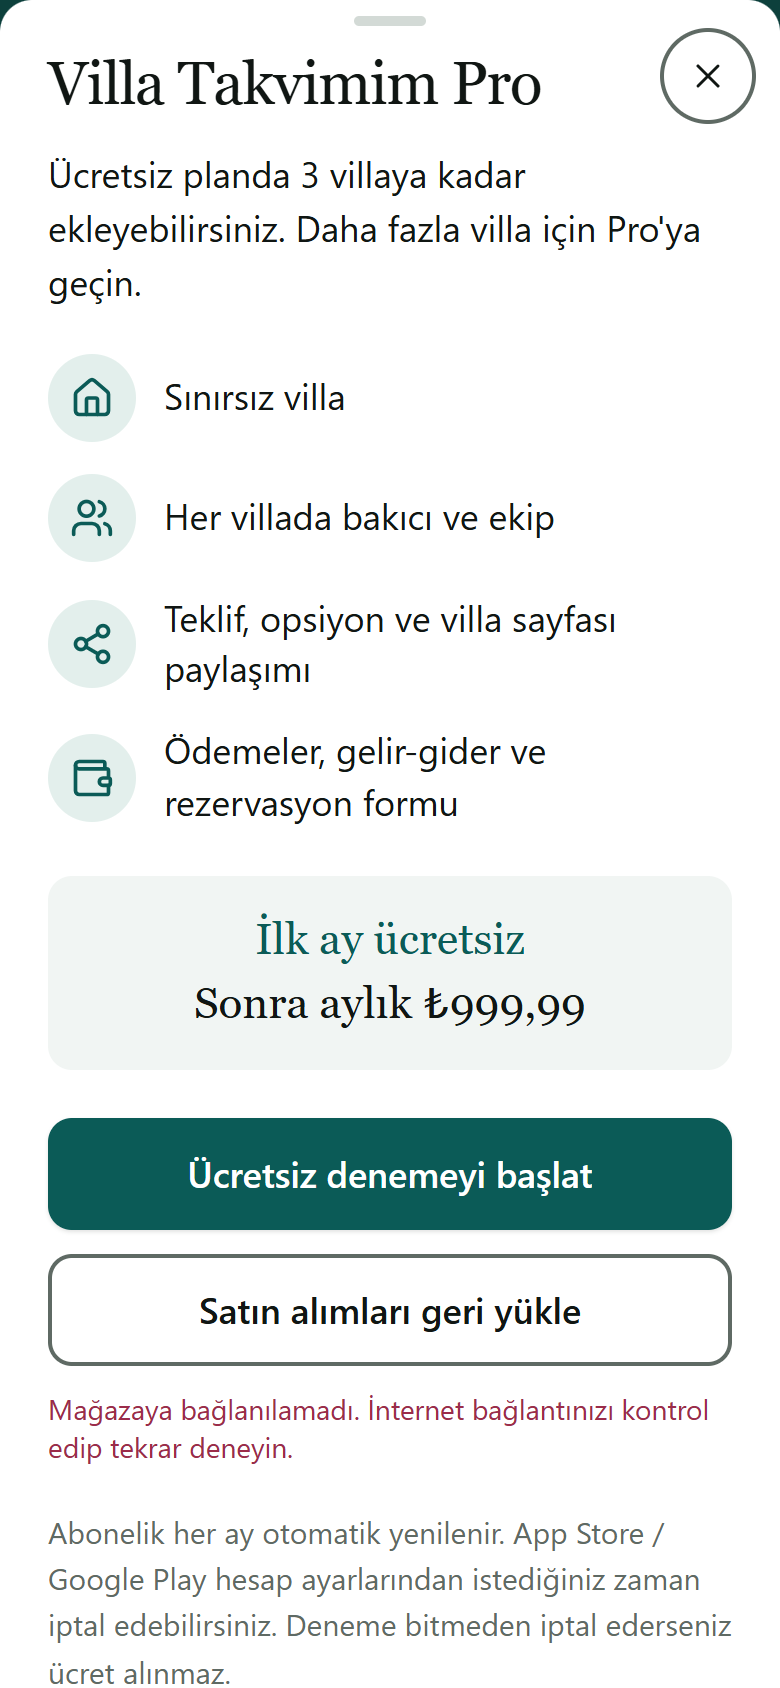 Villa Takvimim Pro
Ücretsiz planda 3 villaya kadar
ekleyebilirsiniz. Daha fazla villa için Pro'ya
geçin.
Sınırsız villa
Her villada bakıcı ve ekip
Teklif, opsiyon ve villa sayfası
paylaşımı
Ödemeler, gelir-gider ve
rezervasyon formu
İlk ay ücretsiz
Sonra aylık ₺999,99
Ücretsiz denemeyi başlat
Satın alımları geri yükle
Mağazaya bağlanılamadı. İnternet bağlantınızı kontrol
edip tekrar deneyin.
Abonelik her ay otomatik yenilenir. App Store /
Google Play hesap ayarlarından istediğiniz zaman
iptal edebilirsiniz. Deneme bitmeden iptal ederseniz
ücret alınmaz.